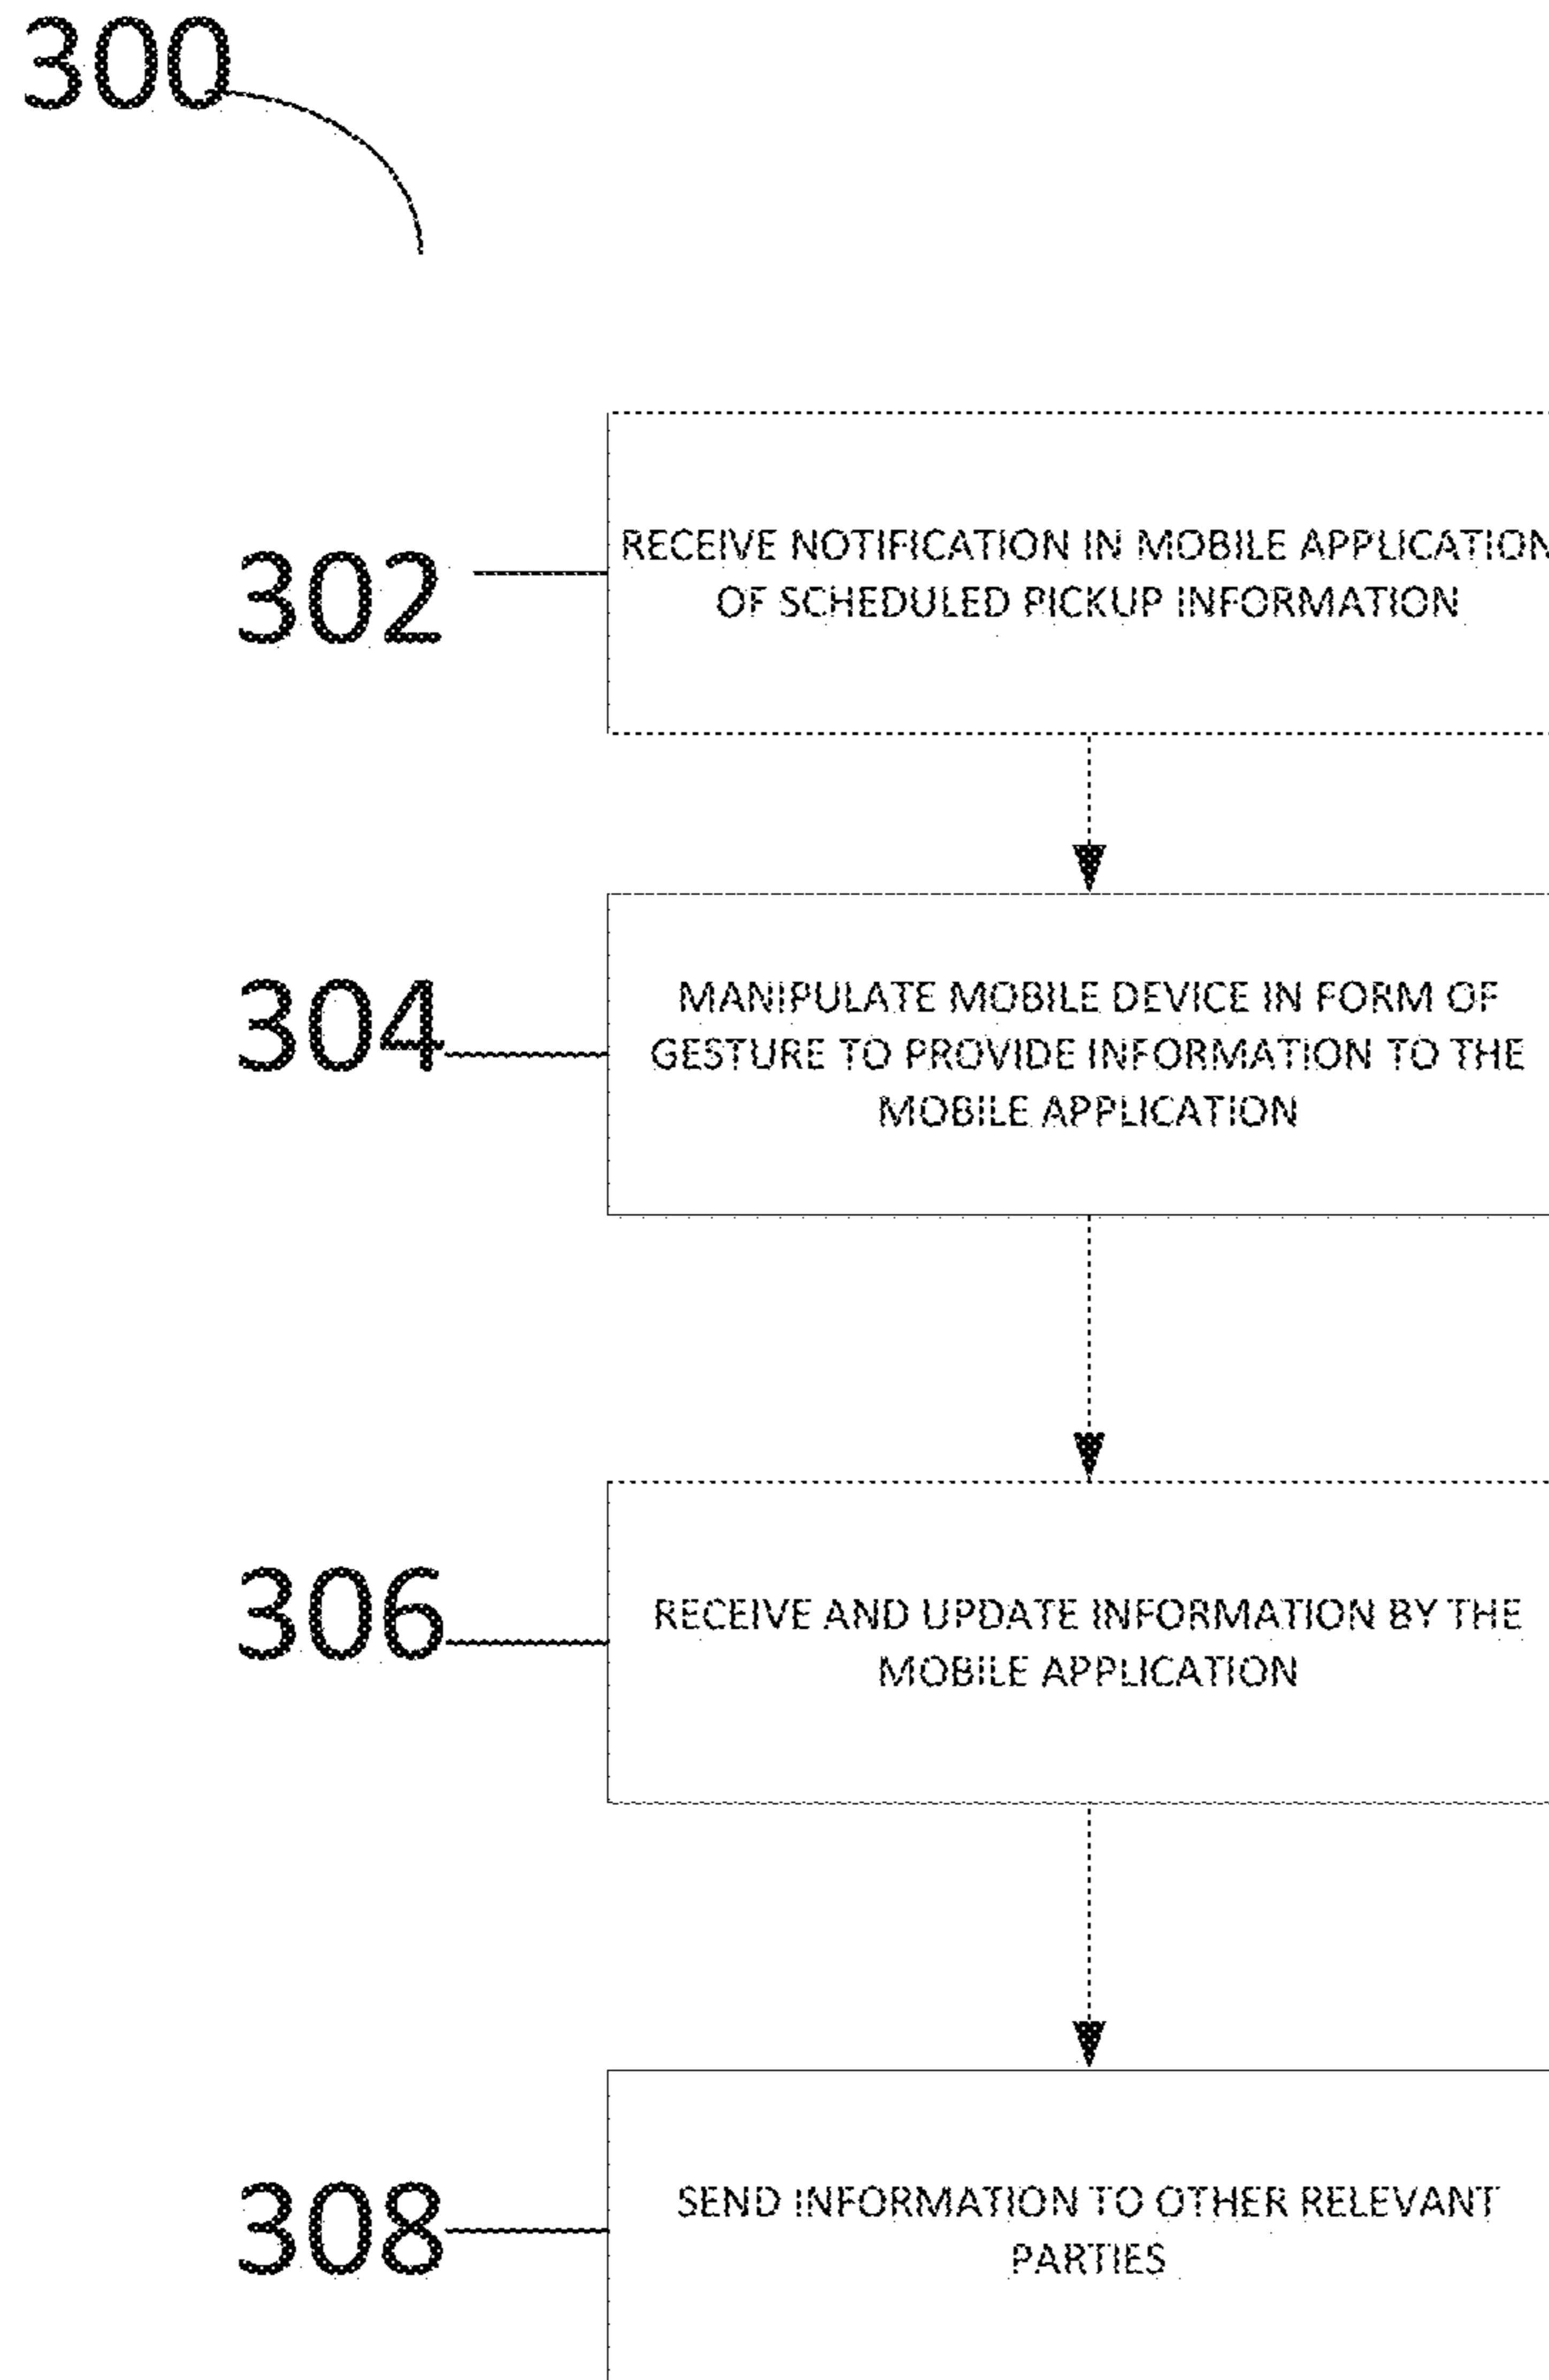 300
302
RECEIVE NOTIFICATION IN MOBILE APPLICATION
OF SCHEDULED PICKUP INFORMATION
304
MANIPULATE MOBILE DEVICE IN FORM OF
GESTURE TO PROVIDE INFORMATION TO THE
MOBILE APPLICATION
306
RECEIVE AND UPDATE INFORMATION BY THE
MOBILE APPLICATION
308
SEND INFORMATION TO OTHER RELEVANT
PARTIES